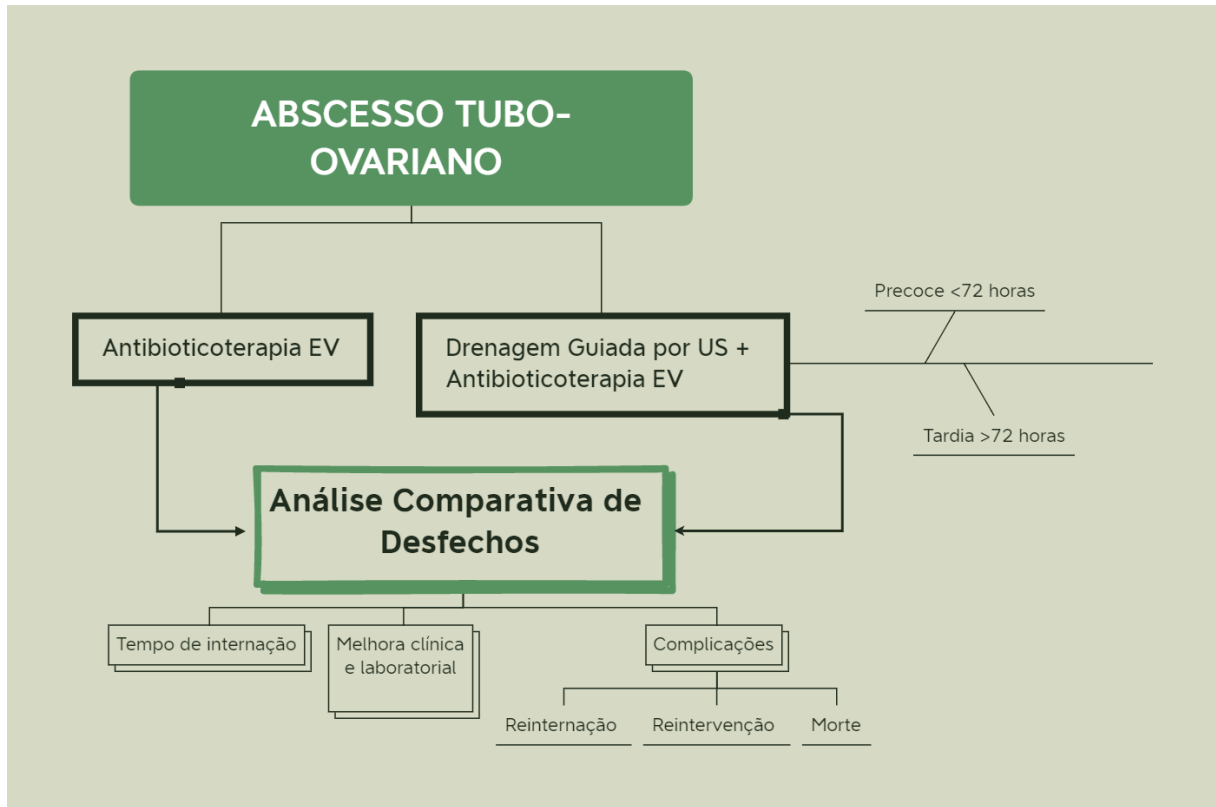 ABSCESSO TUBO-
OVARIANO
Precoce <72 horas
Antibioticoterapia EV
Drenagem Guiada por US +
Antibioticoterapia EV
Tardia >72 horas
Análise Comparativa de
Desfechos
Tempo de internação
Melhora clínica
e laboratorial
Complicações
Reinternação
Reintervenção
Morte